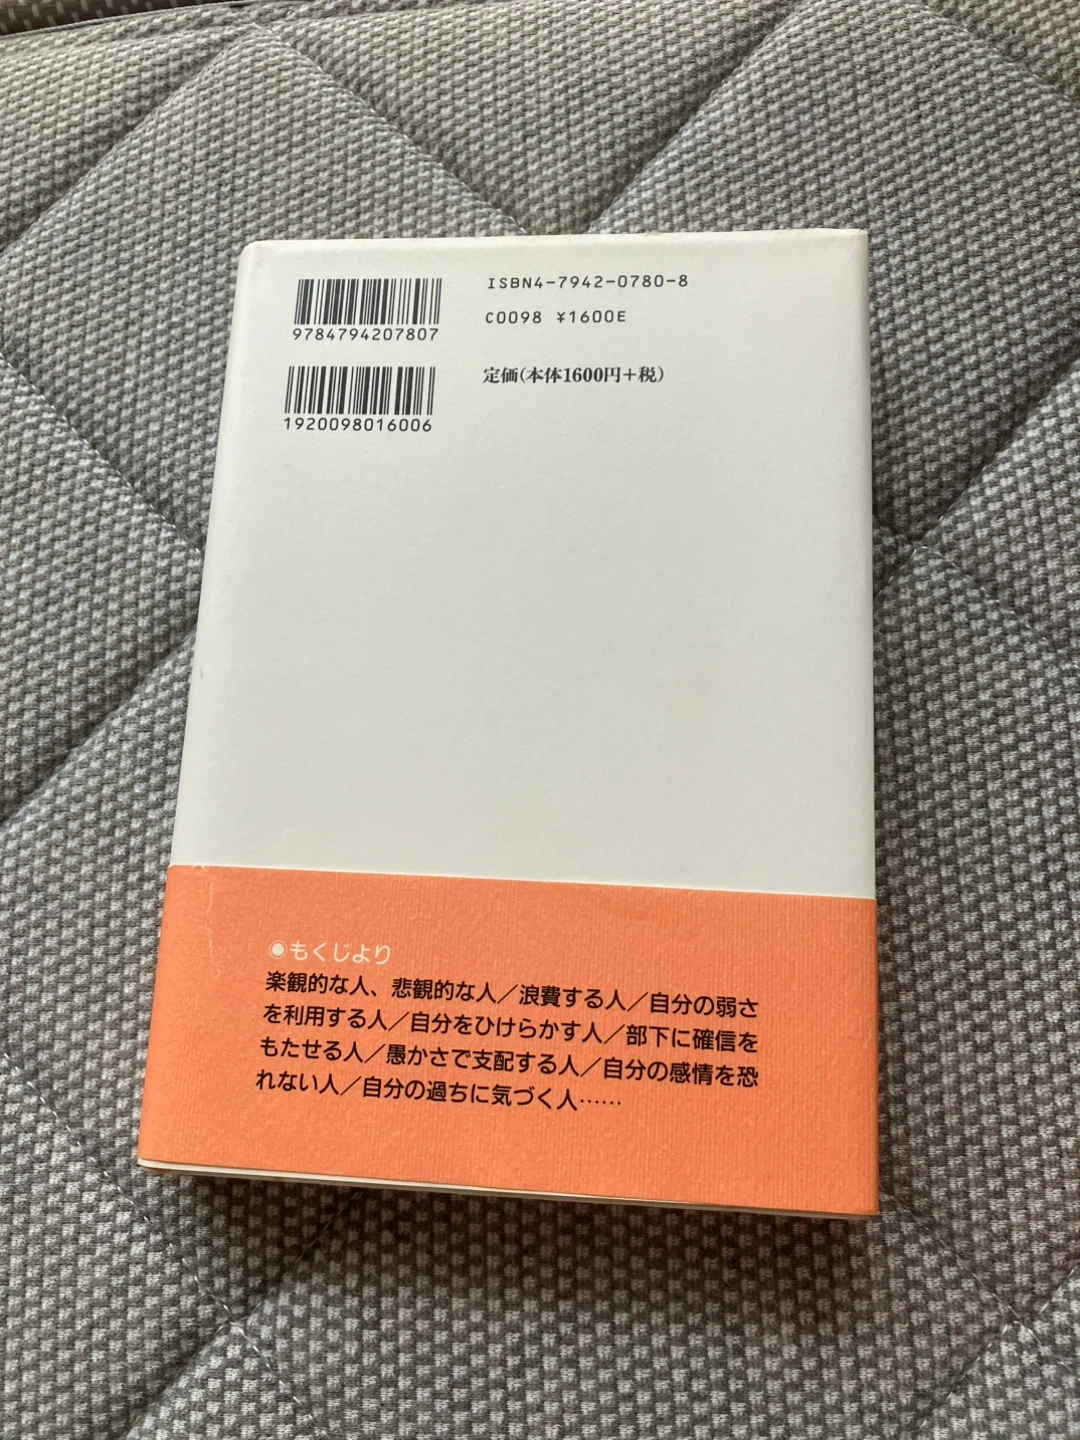 ISBN4-7942-0780-8
9784794207807
C0098 ¥1600E
定価(本体1600円+税)
1920098016006
◉もくじより
楽観的な人、悲観的な人／浪費する人／自分の弱さ
を利用する人／自分をひけらかす人／部下に確信を
もたせる人／愚かさで支配する人／自分の感情を恐
れない人／自分の過ちに気づく人……